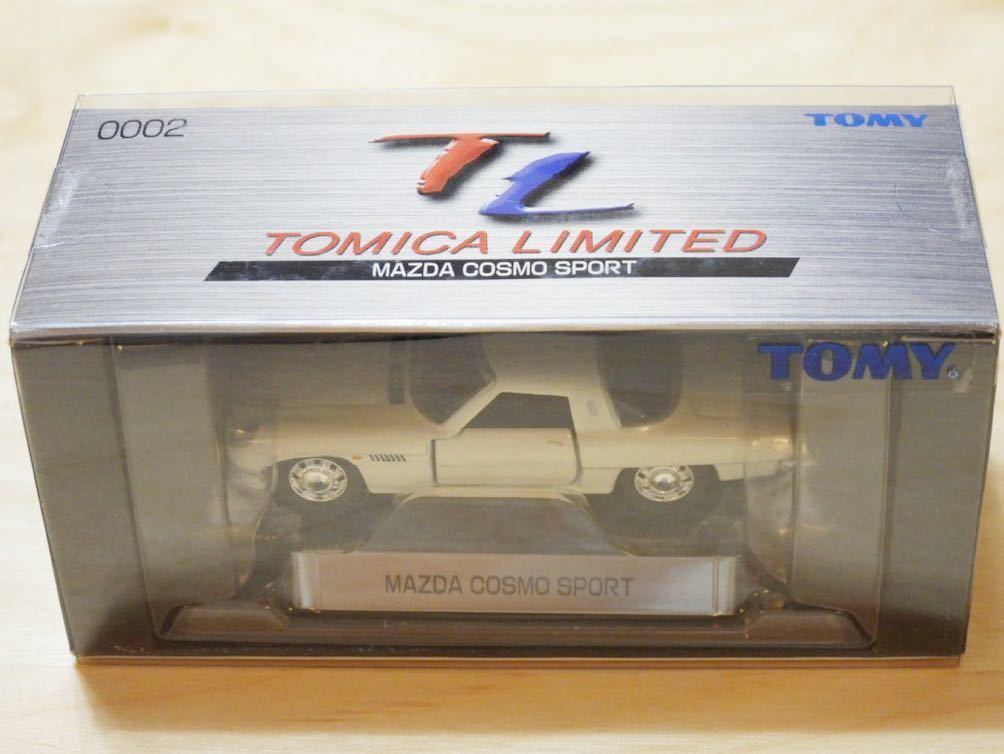 0002
TOMY
TL
TOMICA LIMITED
MAZDA COSMO SPORT
TOMY®
MAZDA COSMO SPORT